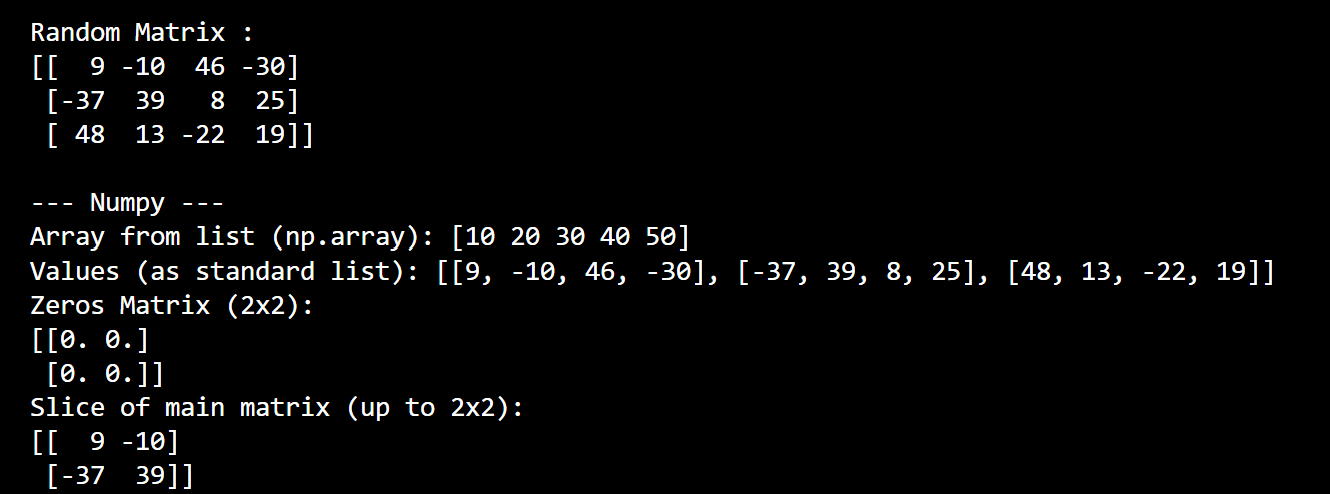 Random Matrix :
[[  9 -10  46 -30]
 [-37  39   8  25]
 [ 48  13 -22  19]]
--- Numpy ---
Array from list (np.array): [10 20 30 40 50]
Values (as standard list): [[9, -10, 46, -30], [-37, 39, 8, 25], [48, 13, -22, 19]]
Zeros Matrix (2x2):
[[0. 0.]
 [0. 0.]]
Slice of main matrix (up to 2x2):
[[  9 -10]
 [-37  39]]